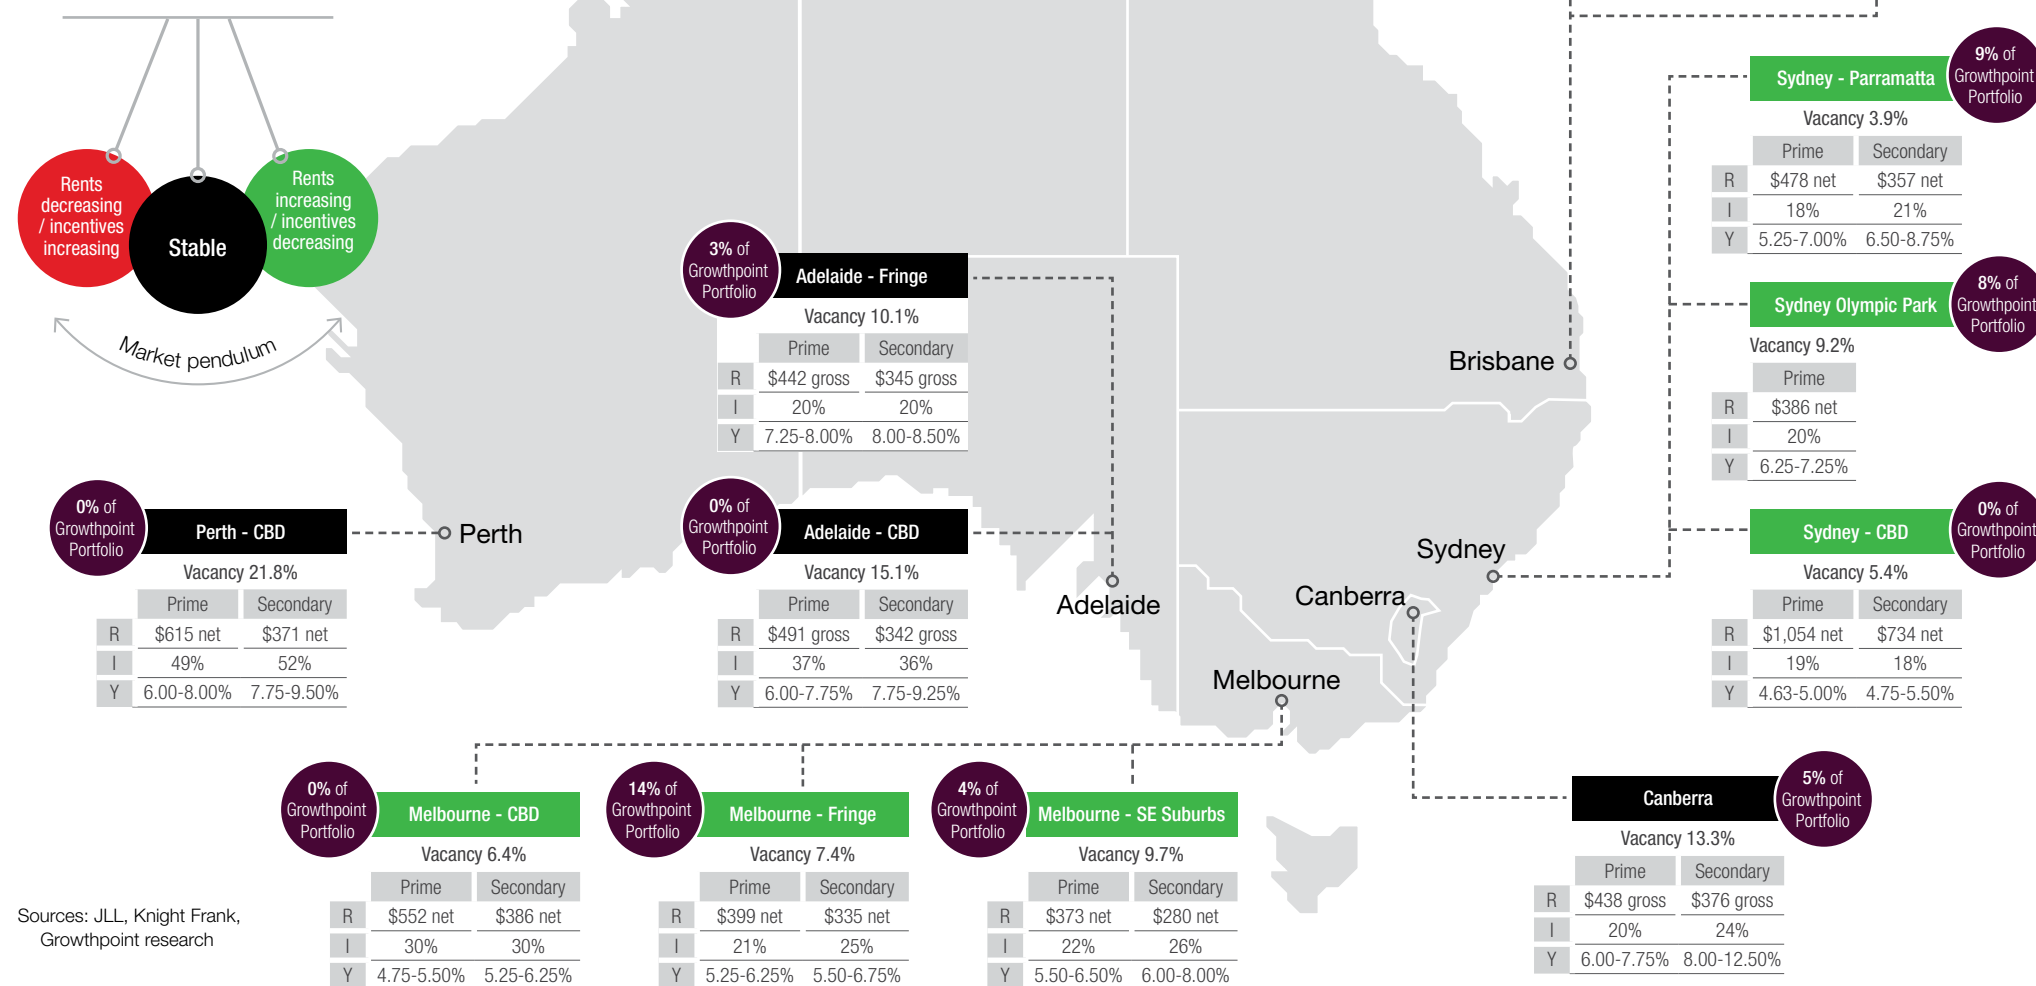 Rents
decreasing
/ incentives
increasing
Stable
Rents
increasing
/ incentives
decreasing
Market pendulum
9% of
Growthpoint
Portfolio
Sydney - Parramatta
Vacancy 3.9%
Prime Secondary
R $478 net $357 net
I 18% 21%
Y 5.25-7.00% 6.50-8.75%
3% of
Growthpoint
Portfolio
Adelaide - Fringe
Vacancy 10.1%
Prime Secondary
R $442 gross $345 gross
I 20% 20%
Y 7.25-8.00% 8.00-8.50%
8% of
Growthpoint
Portfolio
Sydney Olympic Park
Vacancy 9.2%
Prime
R $386 net
I 20%
Y 6.25-7.25%
Brisbane
0% of
Growthpoint
Portfolio
Perth - CBD
Vacancy 21.8%
Prime Secondary
R $615 net $371 net
I 49% 52%
Y 6.00-8.00% 7.75-9.50%
Perth
0% of
Growthpoint
Portfolio
Adelaide - CBD
Vacancy 15.1%
Prime Secondary
R $491 gross $342 gross
I 37% 36%
Y 6.00-7.75% 7.75-9.25%
Adelaide
Sydney
Canberra
Melbourne
0% of
Growthpoint
Portfolio
Sydney - CBD
Vacancy 5.4%
Prime Secondary
R $1,054 net $734 net
I 19% 18%
Y 4.63-5.00% 4.75-5.50%
0% of
Growthpoint
Portfolio
Melbourne - CBD
Vacancy 6.4%
Prime Secondary
R $552 net $386 net
I 30% 30%
Y 4.75-5.50% 5.25-6.25%
14% of
Growthpoint
Portfolio
Melbourne - Fringe
Vacancy 7.4%
Prime Secondary
R $399 net $335 net
I 21% 25%
Y 5.25-6.25% 5.50-6.75%
4% of
Growthpoint
Portfolio
Melbourne - SE Suburbs
Vacancy 9.7%
Prime Secondary
R $373 net $280 net
I 22% 26%
Y 5.50-6.50% 6.00-8.00%
5% of
Growthpoint
Portfolio
Canberra
Vacancy 13.3%
Prime Secondary
R $438 gross $376 gross
I 20% 24%
Y 6.00-7.75% 8.00-12.50%
Sources: JLL, Knight Frank,
Growthpoint research